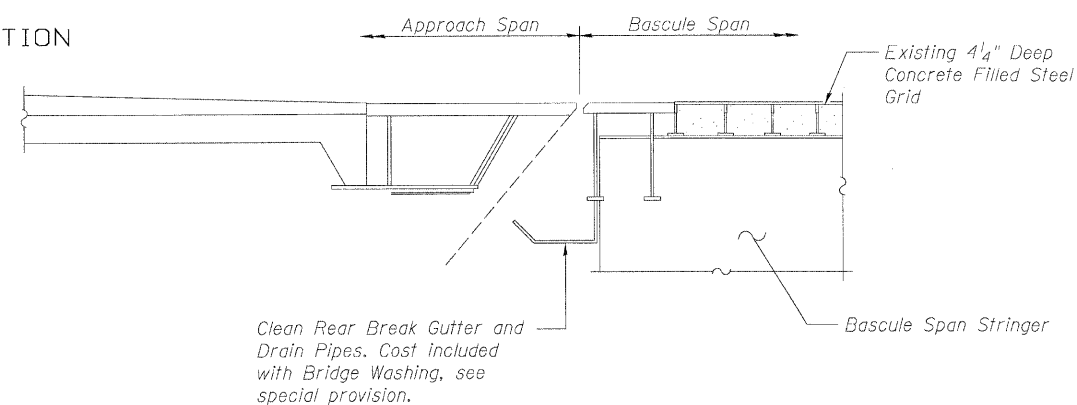 TION
Approach Span
Bascule Span
Existing 4¼" Deep
Concrete Filled Steel
Grid
Clean Rear Break Gutter and
Drain Pipes. Cost included
with Bridge Washing, see
special provision.
Bascule Span Stringer